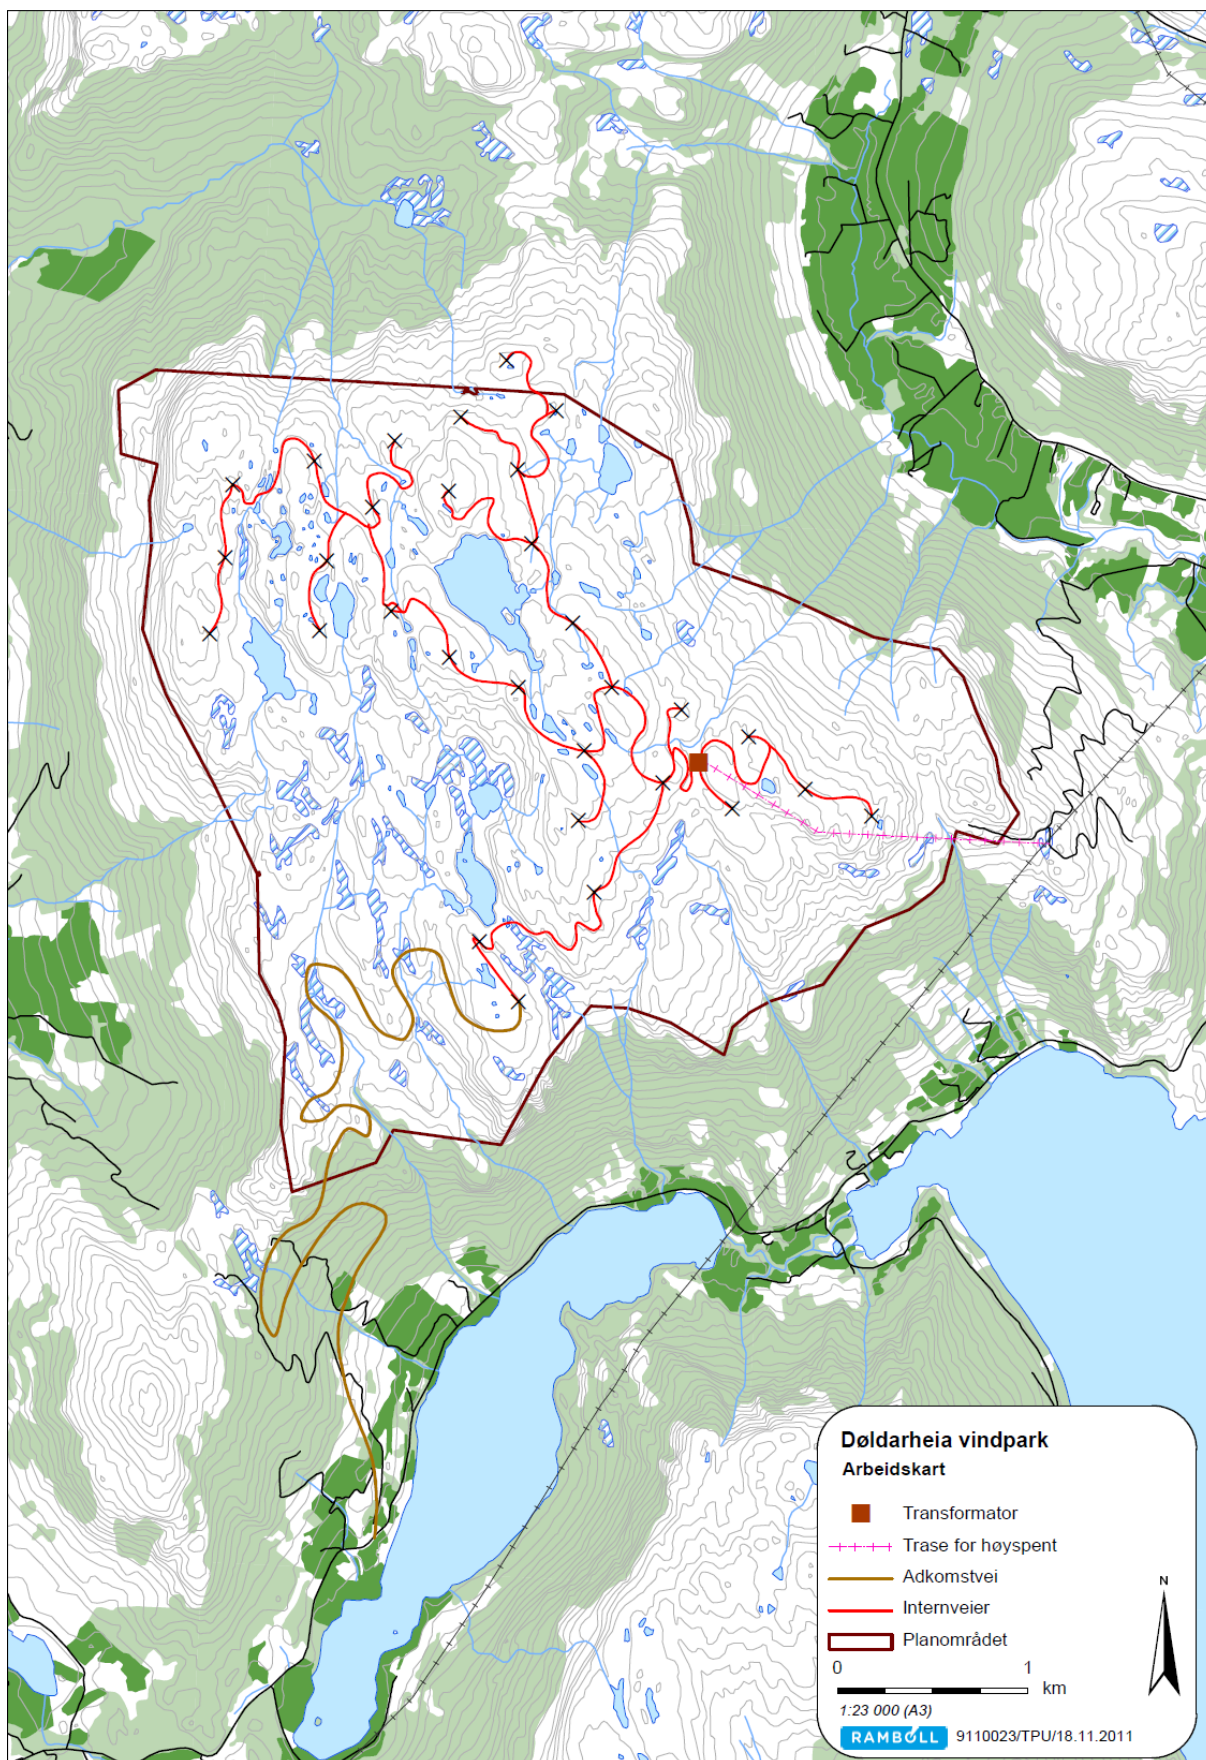 Døldarheia vindpark
Arbeidskart
Transformator
Trase for høyspent
Adkomstvei
Internveier
Planområdet
N
0 1
km
1:23 000 (A3)
RAMBÖLL 9110023/TPU/18.11.2011